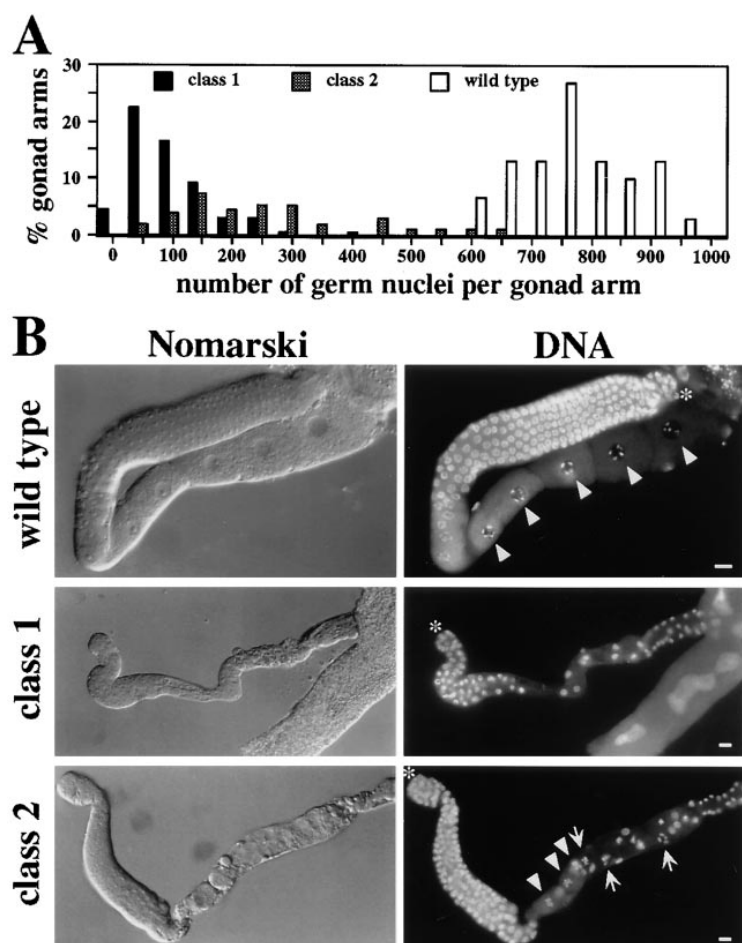 A
30
20
10
0
% gonad arms
class 1 class 2 wild type
0 100 200 300 400 500 600 700 800 900 1000
number of germ nuclei per gonad arm
B
Nomarski DNA
wild type
*
class 1
*
class 2
*